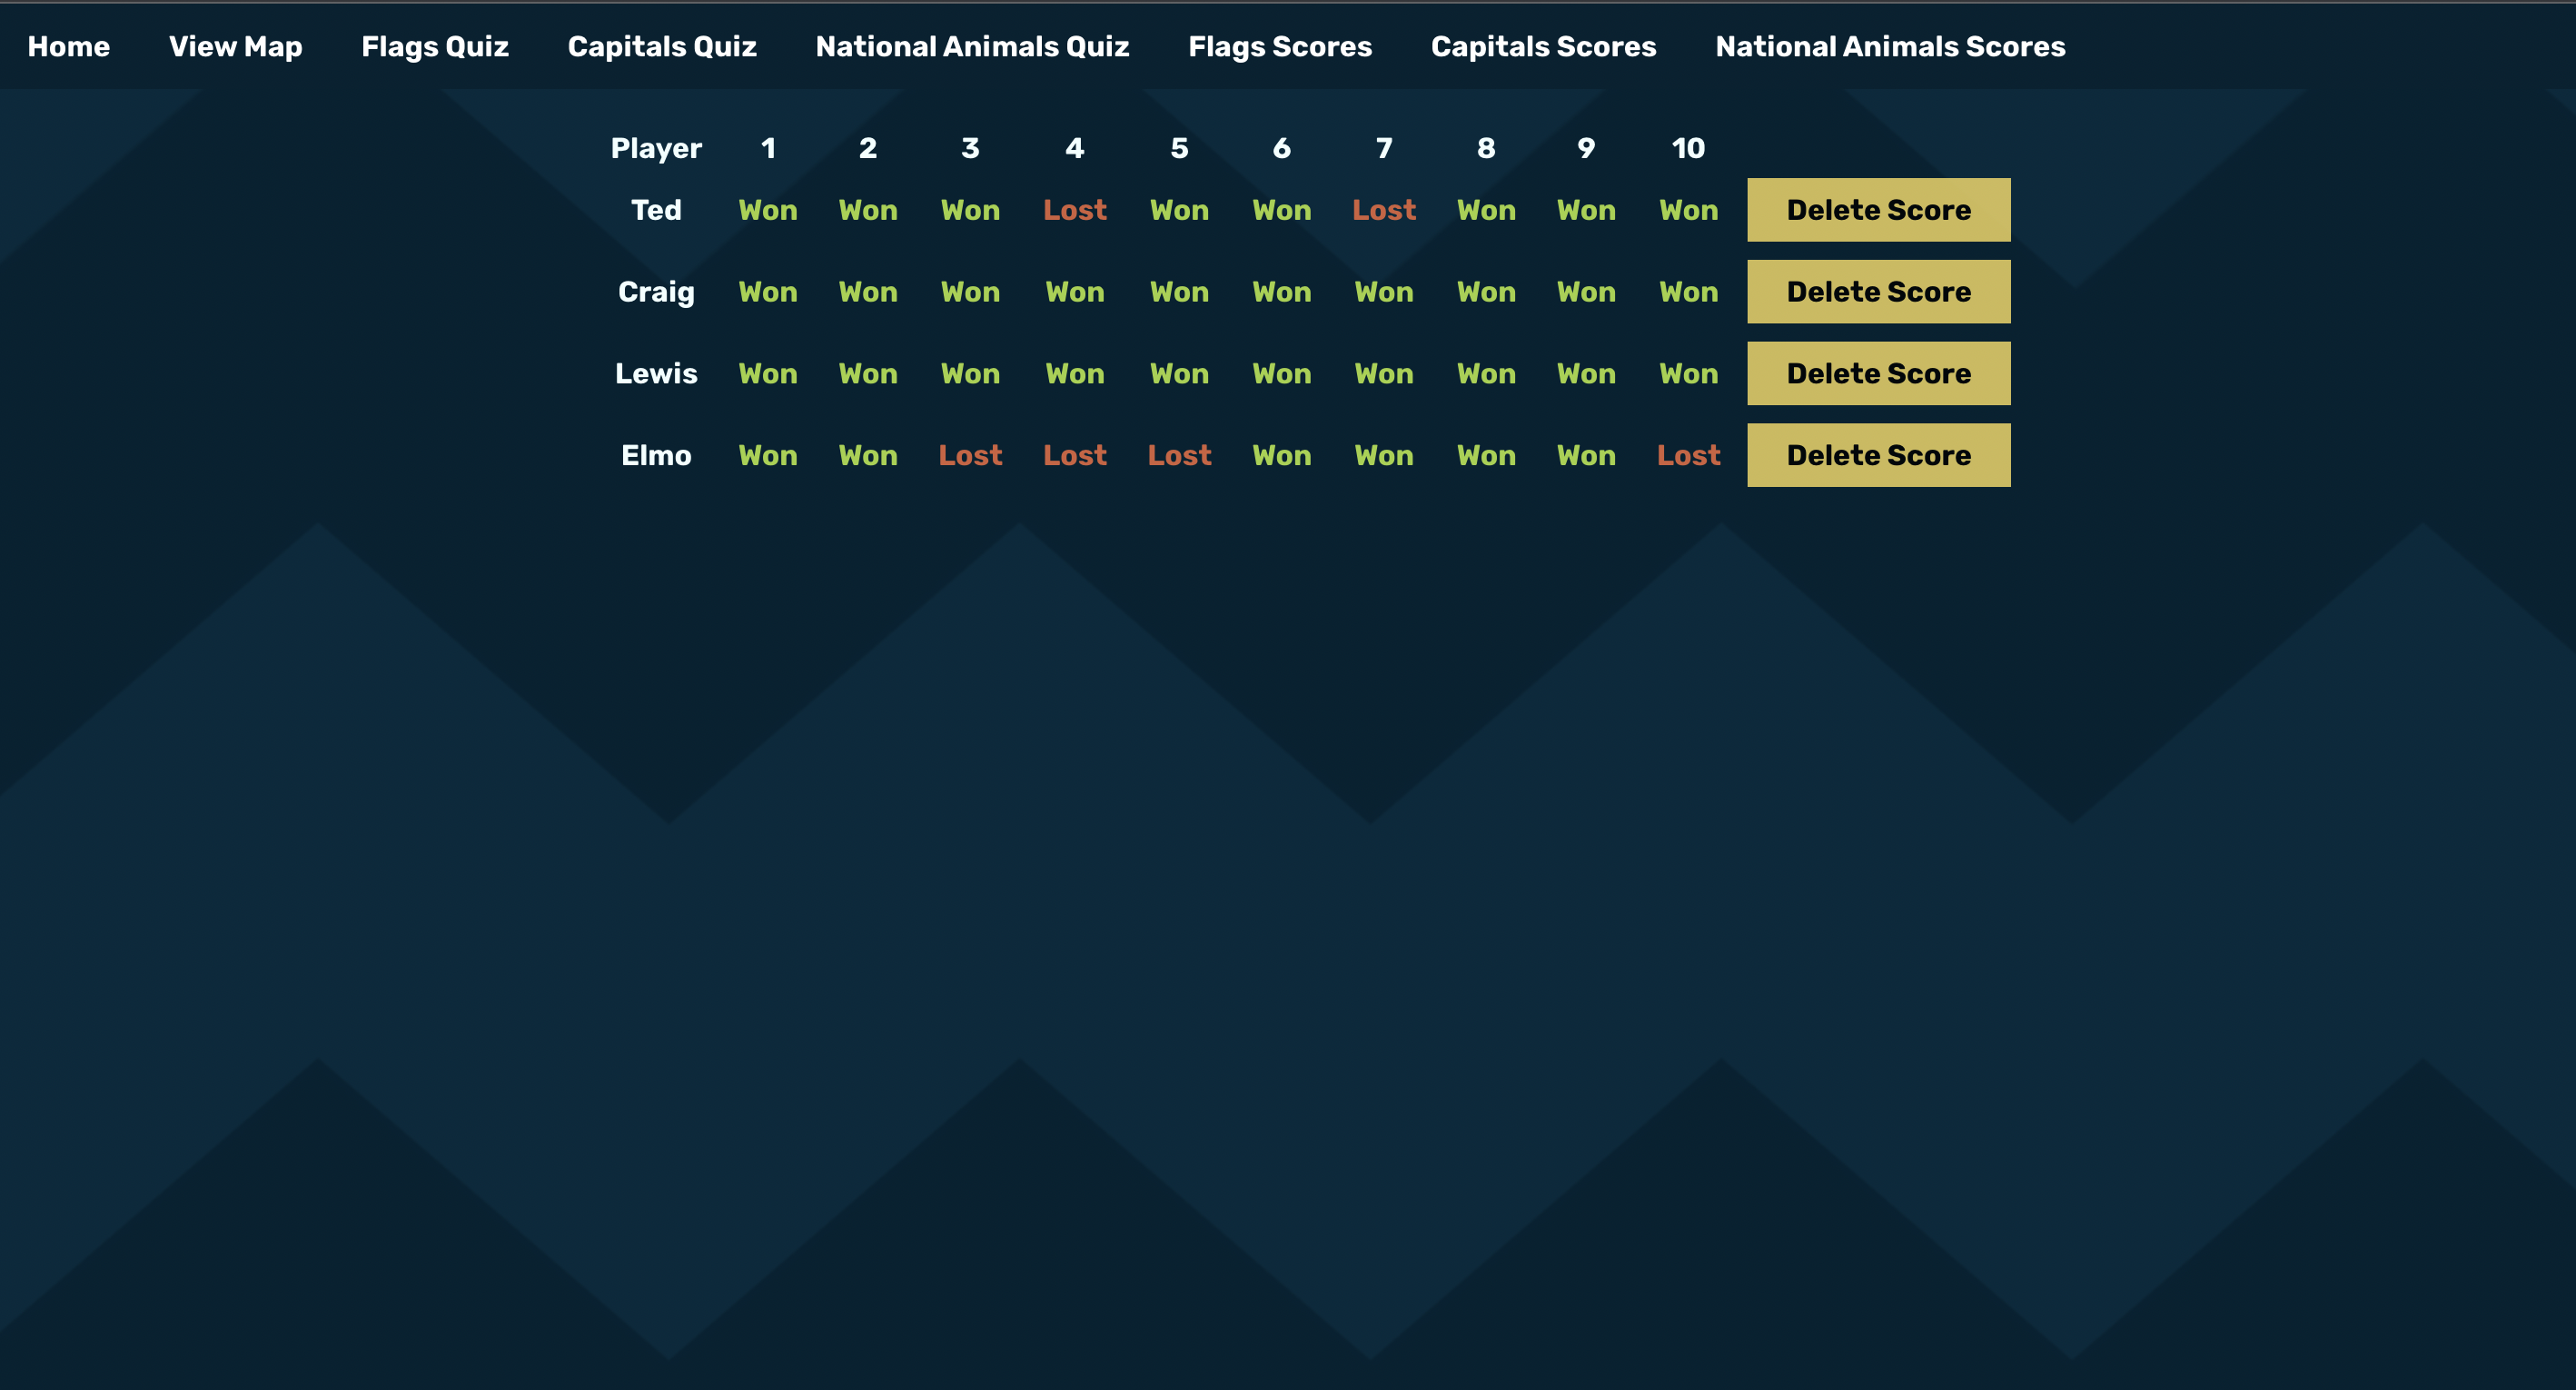 Home View Map Flags Quiz Capitals Quiz National Animals Quiz Flags Scores Capitals Scores National Animals Scores
Player 1 2 3 4 5 6 7 8 9 10
Ted Won Won Won Lost Won Won Lost Won Won Won Delete Score
Craig Won Won Won Won Won Won Won Won Won Won Delete Score
Lewis Won Won Won Won Won Won Won Won Won Won Delete Score
Elmo Won Won Lost Lost Lost Won Won Won Won Lost Delete Score